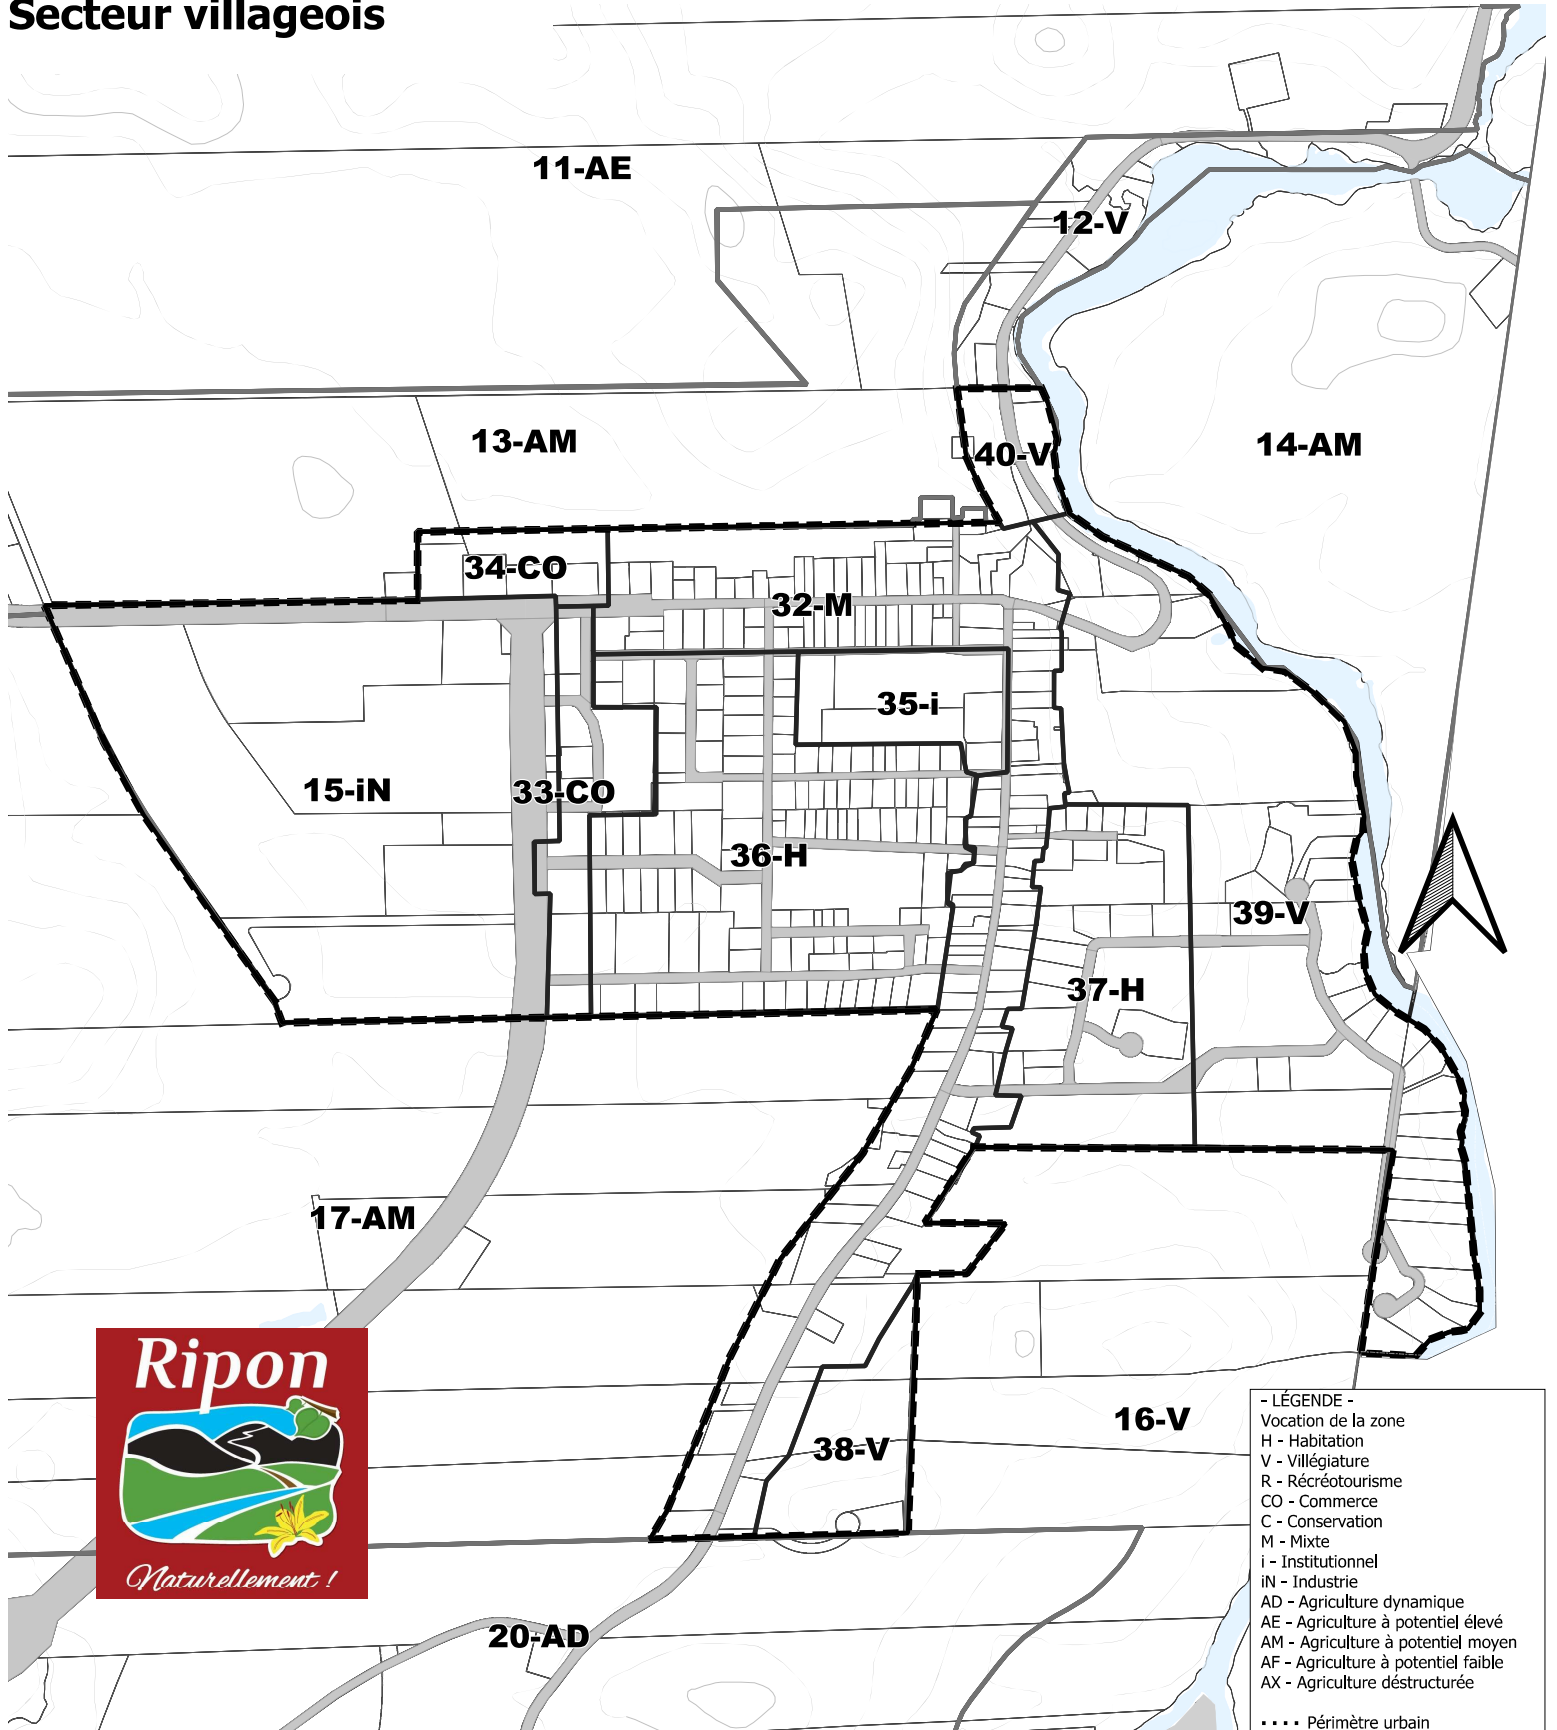 Secteur villageois
11-AE
12-V
13-AM
40-V
14-AM
34-CO
32-M
35-i
15-iN
33-CO
36-H
39-V
37-H
17-AM
Ripon
Naturellement !
16-V
38-V
20-AD
- LÉGENDE -
Vocation de la zone
H - Habitation
V - Villégiature
R - Récréotourisme
CO - Commerce
C - Conservation
M - Mixte
i - Institutionnel
iN - Industrie
AD - Agriculture dynamique
AE - Agriculture à potentiel élevé
AM - Agriculture à potentiel moyen
AF - Agriculture à potentiel faible
AX - Agriculture déstructurée
Périmètre urbain